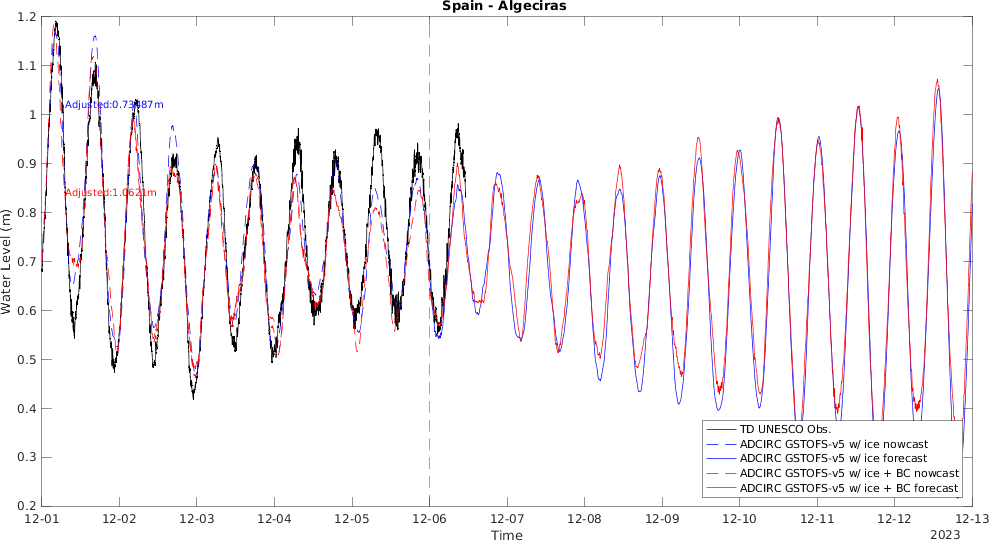 Spain - Algeciras
1.2
1.1
1
0.9
0.8
0.7
0.6
0.5
0.4
0.3
0.2
Water Level (m)
Adjusted:0.73487m
Adjusted:1.0621m
TD UNESCO Obs.
ADCIRC GSTOFS-v5 w/ ice nowcast
ADCIRC GSTOFS-v5 w/ ice forecast
ADCIRC GSTOFS-v5 w/ ice + BC nowcast
ADCIRC GSTOFS-v5 w/ ice + BC forecast
12-01 12-02 12-03 12-04 12-05 12-06 12-07 12-08 12-09 12-10 12-11 12-12 12-13
Time
2023